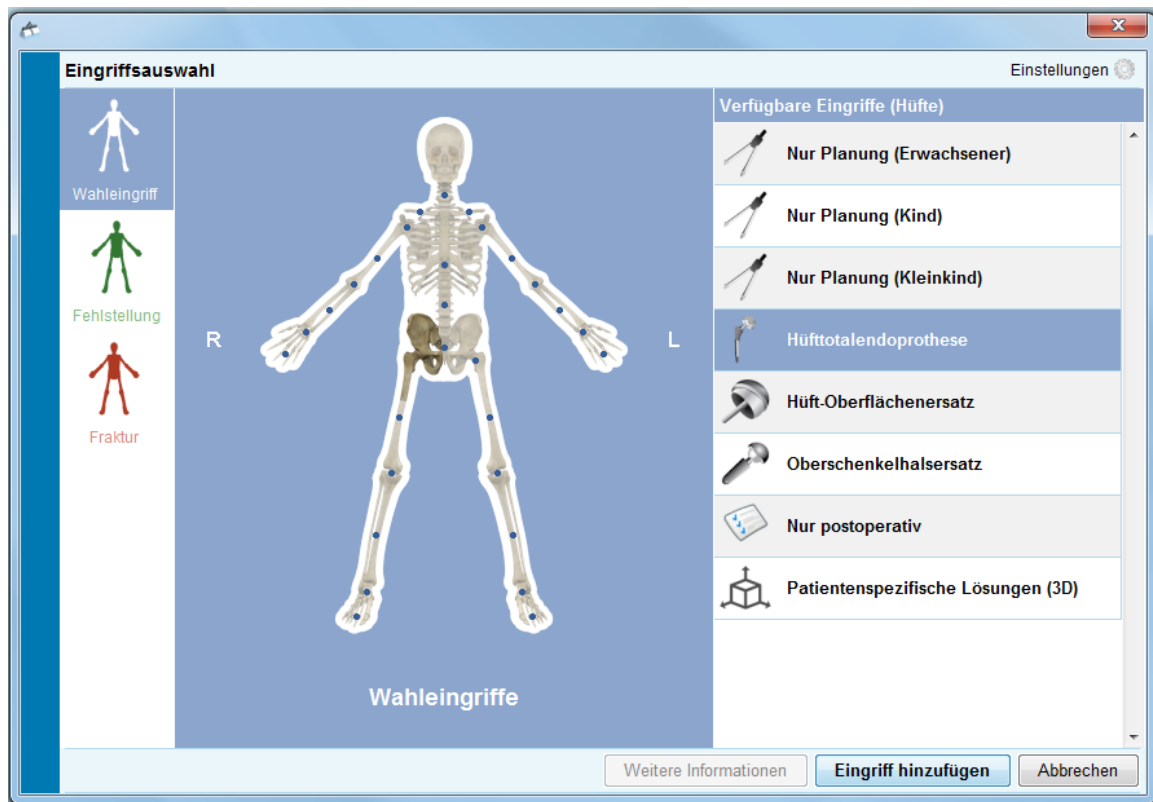 Eingriffsauswahl
Einstellungen
Wahleingriff
Fehlstellung
Fraktur
R
L
Wahleingriffe
Verfügbare Eingriffe (Hüfte)
Nur Planung (Erwachsener)
Nur Planung (Kind)
Nur Planung (Kleinkind)
Hüfttotalendoprothese
Hüft-Oberflächenersatz
Oberschenkelhalsersatz
Nur postoperativ
Patientenspezifische Lösungen (3D)
Weitere Informationen
Eingriff hinzufügen
Abbrechen